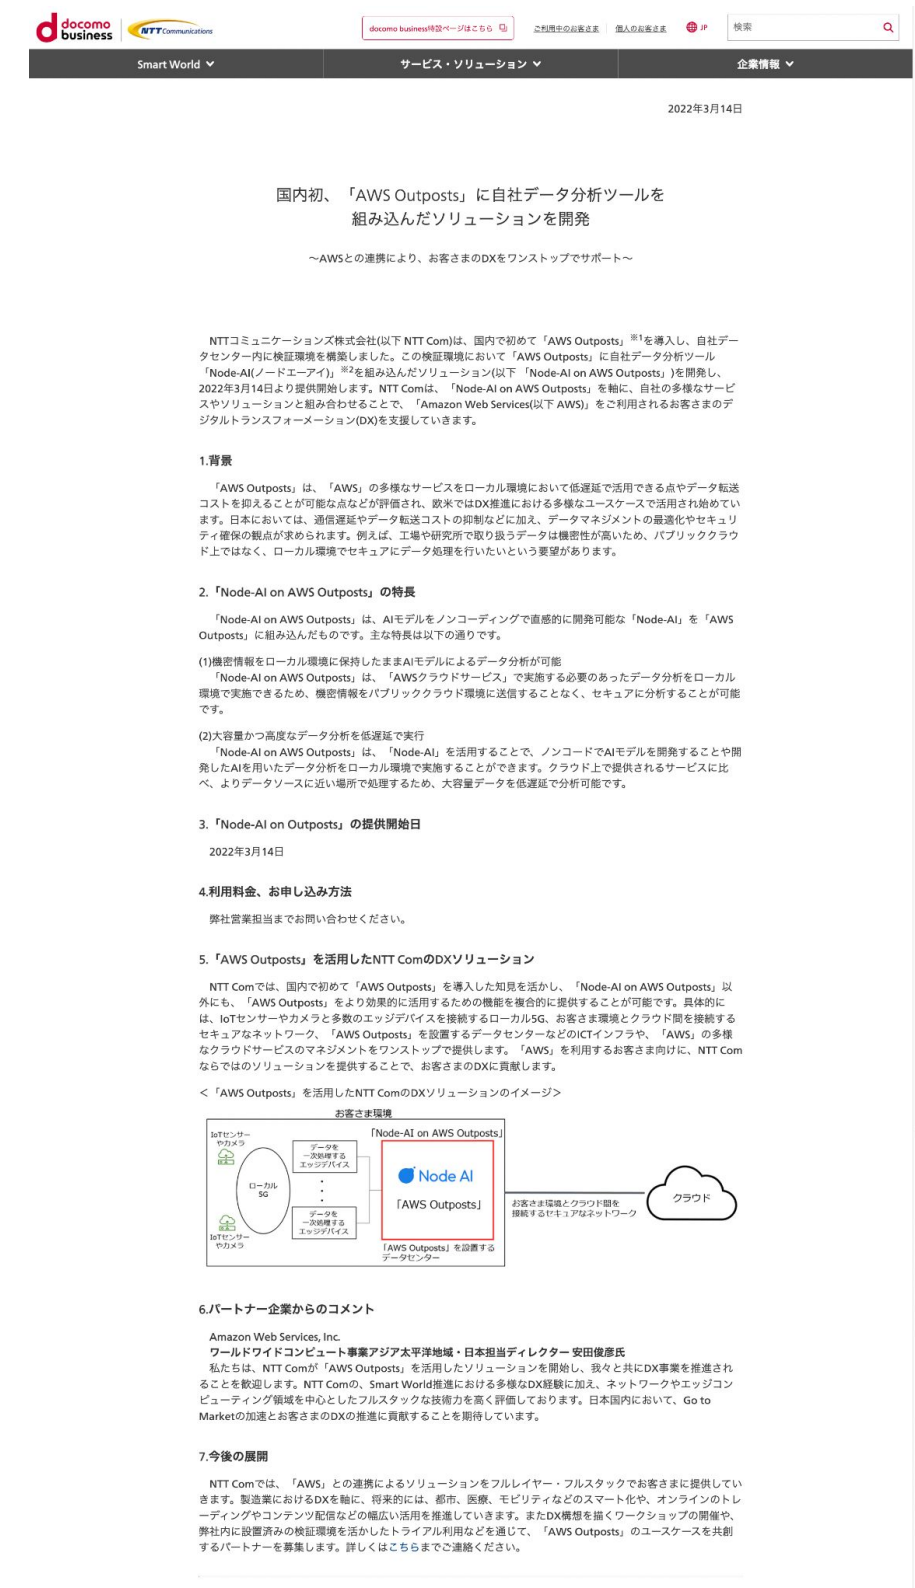 docomo business
NTT Communications
docomo business特設ページはこちら
ご利用中のお客さま
個人のお客さま
JP
検索
Smart World
サービス・ソリューション
企業情報
2022年3月14日
国内初、「AWS Outposts」に自社データ分析ツールを
組み込んだソリューションを開発
～AWSとの連携により、お客さまのDXをワンストップでサポート～
NTTコミュニケーションズ株式会社(以下 NTT Com)は、国内で初めて「AWS Outposts」※1を導入し、自社デー
タセンター内に検証環境を構築しました。この検証環境において「AWS Outposts」に自社データ分析ツール
「Node-AI(ノードエーアイ)」※2を組み込んだソリューション(以下 「Node-AI on AWS Outposts」)を開発し、
2022年3月14日より提供開始します。NTT Comは、「Node-AI on AWS Outposts」を軸に、自社の多様なサービ
スやソリューションと組み合わせることで、「Amazon Web Services(以下 AWS)」をご利用されるお客さまのデ
ジタルトランスフォーメーション(DX)を支援していきます。
1.背景
「AWS Outposts」は、「AWS」の多様なサービスをローカル環境において低遅延で活用できる点やデータ転送
コストを抑えることが可能な点などが評価され、欧米ではDX推進における多様なユースケースで活用され始めてい
ます。日本においては、通信遅延やデータ転送コストの抑制などに加え、データマネジメントの最適化やセキュリ
ティ確保の観点が求められます。例えば、工場や研究所で取り扱うデータは機密性が高いため、パブリッククラウ
ド上ではなく、ローカル環境でセキュアにデータ処理を行いたいという要望があります。
2.「Node-AI on AWS Outposts」の特長
「Node-AI on AWS Outposts」は、AIモデルをノンコーディングで直感的に開発可能な「Node-AI」を「AWS
Outposts」に組み込んだものです。主な特長は以下の通りです。
(1)機密情報をローカル環境に保持したままAIモデルによるデータ分析が可能
「Node-AI on AWS Outposts」は、「AWSクラウドサービス」で実施する必要のあったデータ分析をローカル
環境で実施できるため、機密情報をパブリッククラウド環境に送信することなく、セキュアに分析することが可能
です。
(2)大容量かつ高度なデータ分析を低遅延で実行
「Node-AI on AWS Outposts」は、「Node-AI」を活用することで、ノンコードでAIモデルを開発することや開
発したAIを用いたデータ分析をローカル環境で実施することができます。クラウド上で提供されるサービスに比
べ、よりデータソースに近い場所で処理するため、大容量データを低遅延で分析可能です。
3.「Node-AI on Outposts」の提供開始日
2022年3月14日
4.利用料金、お申し込み方法
弊社営業担当までお問い合わせください。
5.「AWS Outposts」を活用したNTT ComのDXソリューション
NTT Comでは、国内で初めて「AWS Outposts」を導入した知見を活かし、「Node-AI on AWS Outposts」以
外にも、「AWS Outposts」をより効果的に活用するための機能を複合的に提供することが可能です。具体的に
は、IoTセンサーやカメラと多数のエッジデバイスを接続するローカル5G、お客さま環境とクラウド間を接続する
セキュアなネットワーク、「AWS Outposts」を設置するデータセンターなどのICTインフラや、「AWS」の多様
なクラウドサービスのマネジメントをワンストップで提供します。「AWS」を利用するお客さま向けに、NTT Com
ならではのソリューションを提供することで、お客さまのDXに貢献します。
＜「AWS Outposts」を活用したNTT ComのDXソリューションのイメージ＞
お客さま環境
IoTセンサー
やカメラ
ローカル
5G
IoTセンサー
やカメラ
データを
一次処理する
エッジデバイス
データを
一次処理する
エッジデバイス
「Node-AI on AWS Outposts」
Node AI
「AWS Outposts」
「AWS Outposts」を設置する
データセンター
お客さま環境とクラウド間を
接続するセキュアなネットワーク
クラウド
6.パートナー企業からのコメント
Amazon Web Services, Inc.
ワールドワイドコンピュート事業アジア太平洋地域・日本担当ディレクター 安田俊彦氏
私たちは、NTT Comが「AWS Outposts」を活用したソリューションを開始し、我々と共にDX事業を推進され
ることを歓迎します。NTT Comの、Smart World推進における多様なDX経験に加え、ネットワークやエッジコン
ピューティング領域を中心としたフルスタックな技術力を高く評価しております。日本国内において、Go to
Marketの加速とお客さまのDXの推進に貢献することを期待しています。
7.今後の展開
NTT Comでは、「AWS」との連携によるソリューションをフルレイヤー・フルスタックでお客さまに提供してい
きます。製造業におけるDXを軸に、将来的には、都市、医療、モビリティなどのスマート化や、オンラインのトレ
ーディングやコンテンツ配信などの幅広い活用を推進していきます。またDX構想を描くワークショップの開催や、
弊社内に設置済みの検証環境を活かしたトライアル利用などを通じて、「AWS Outposts」のユースケースを共創
するパートナーを募集します。詳しくはこちらまでご連絡ください。